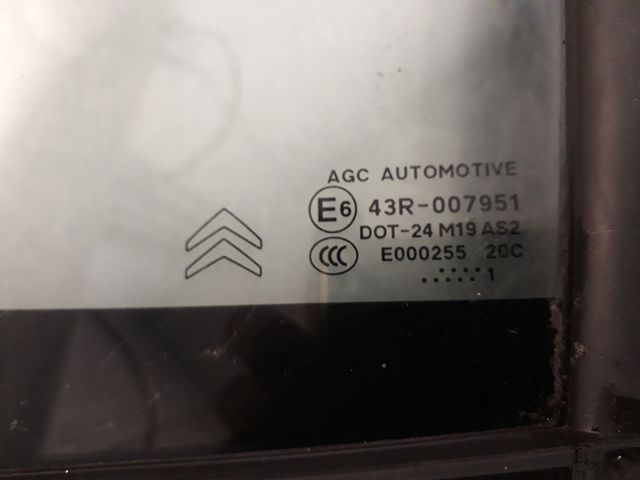 AGC AUTOMOTIVE
E6 43R-007951
DOT-24 M19 AS2
CCC E000255 20C
.. ::::: 1